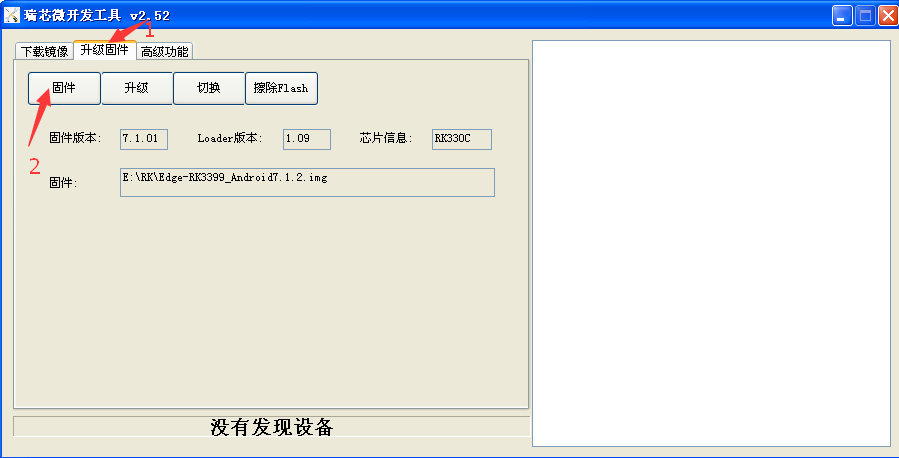 瑞芯微开发工具 v2.52
1
下载镜像 升级固件 高级功能
固件 升级 切换 擦除Flash
固件版本: 7.1.01 Loader版本: 1.09 芯片信息: RK330C
2
固件: E:\RK\Edge-RK3399_Android7.1.2.img
没有发现设备